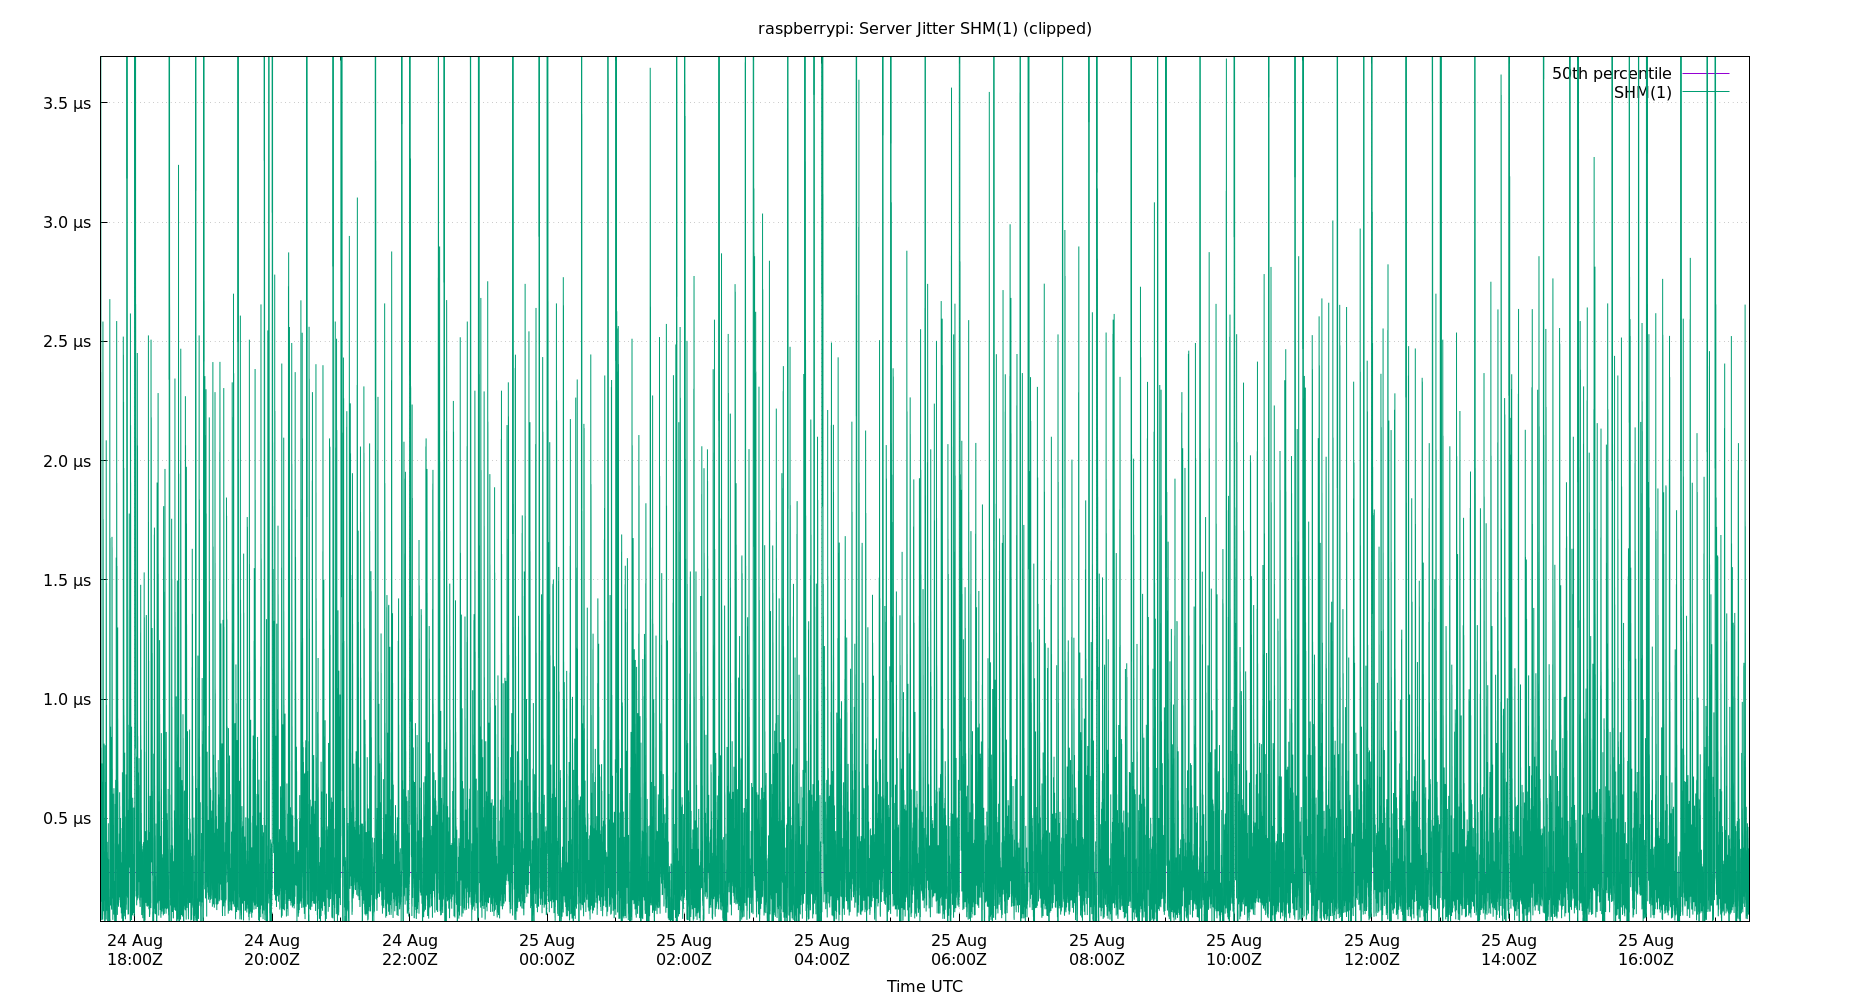 raspberrypi: Server Jitter SHM(1) (clipped)
50th percentile
SHM(1)
3.5 µs
3.0 µs
2.5 µs
2.0 µs
1.5 µs
1.0 µs
0.5 µs
24 Aug 24 Aug 24 Aug 25 Aug 25 Aug 25 Aug 25 Aug 25 Aug 25 Aug 25 Aug 25 Aug 25 Aug
18:00Z 20:00Z 22:00Z 00:00Z 02:00Z 04:00Z 06:00Z 08:00Z 10:00Z 12:00Z 14:00Z 16:00Z
Time UTC